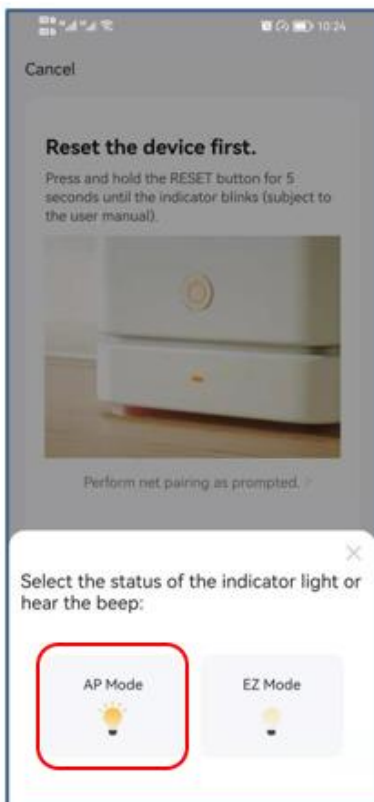 10:24
Cancel
Reset the device first.
Press and hold the RESET button for 5
seconds until the indicator blinks (subject to
the user manual).
Perform net pairing as prompted.
Select the status of the indicator light or
hear the beep:
AP Mode
EZ Mode